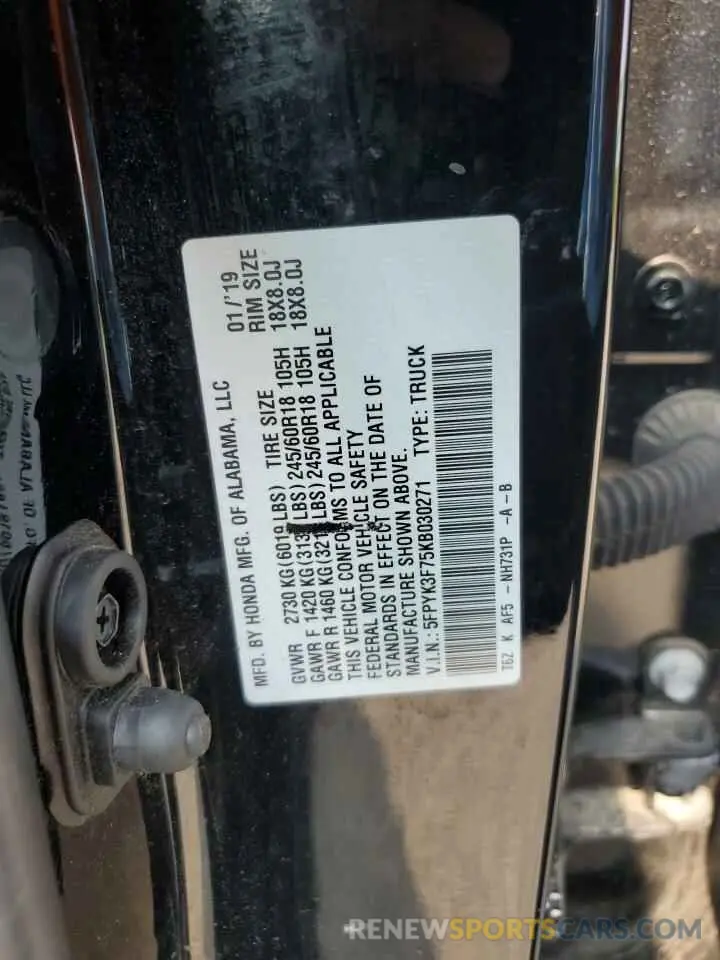 MFD. BY HONDA MFG. OF ALABAMA, LLC 01/'19
GVWR 2730 KG(6019 LBS) TIRE SIZE RIM SIZE
GAWR F 1420 KG(313 LBS) 245/60R18 105H 18X8.0J
GAWR R 1460 KG(321 LBS) 245/60R18 105H 18X8.0J
THIS VEHICLE CONFORMS TO ALL APPLICABLE
FEDERAL MOTOR VEHICLE SAFETY
STANDARDS IN EFFECT ON THE DATE OF
MANUFACTURE SHOWN ABOVE.
V.I.N.:5FPYK3F75KB030271 TYPE: TRUCK
T6Z K AF5 -NH731P -A-B
RENEWSPORTSCARS.COM